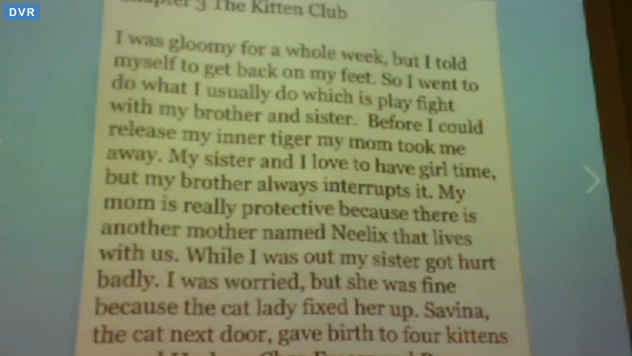 DVR
Chapter 3 The Kitten Club
I was gloomy for a whole week, but I told
myself to get back on my feet. So I went to
do what I usually do which is play fight
with my brother and sister. Before I could
release my inner tiger my mom took me
away. My sister and I love to have girl time,
but my brother always interrupts it. My
mom is really protective because there is
another mother named Neelix that lives
with us. While I was out my sister got hurt
badly. I was worried, but she was fine
because the cat lady fixed her up. Savina,
the cat next door, gave birth to four kittens